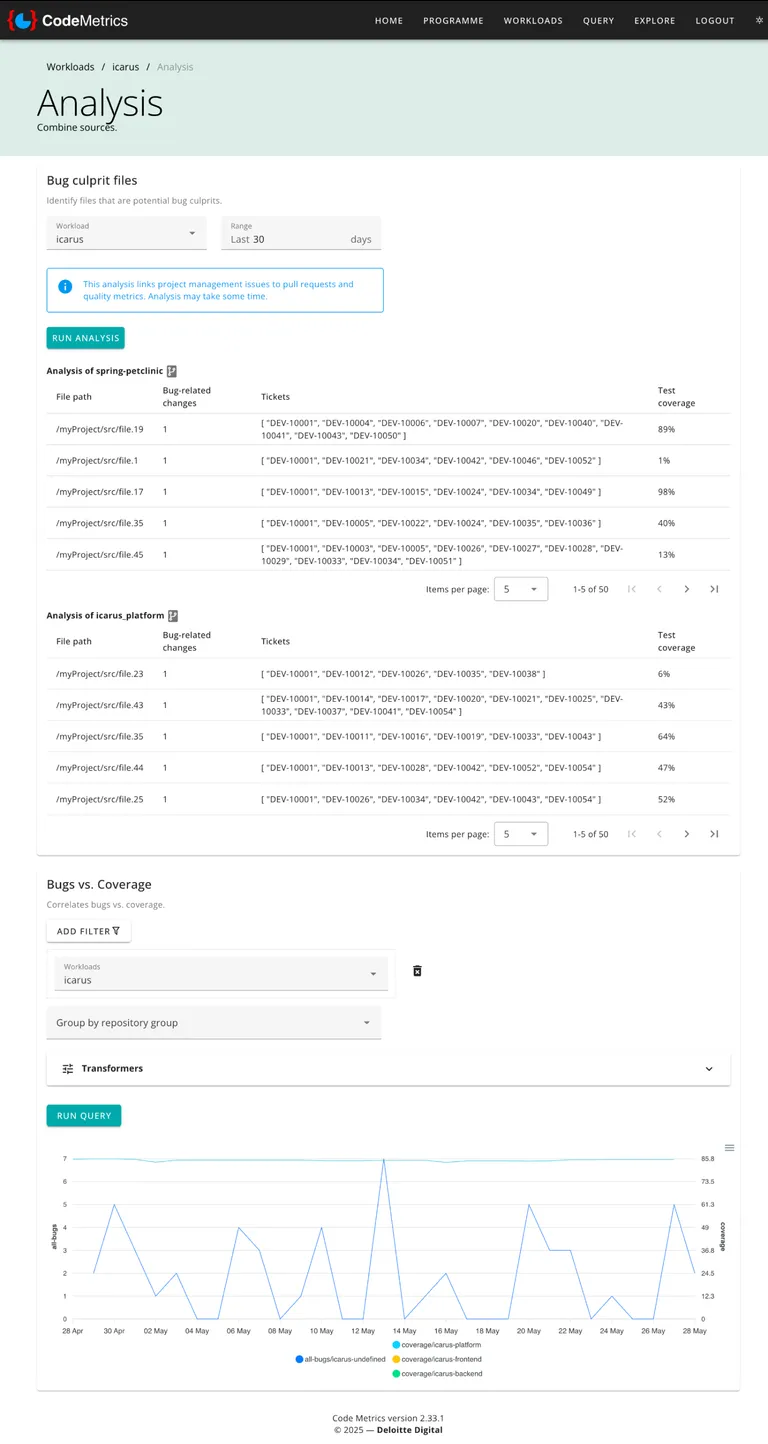 CodeMetrics
HOME PROGRAMME WORKLOADS QUERY EXPLORE LOGOUT
Workloads / icarus / Analysis
Analysis
Combine sources.
Bug culprit files
Identify files that are potential bug culprits.
Workload
icarus
Range
Last 30 days
This analysis links project management issues to pull requests and
quality metrics. Analysis may take some time.
RUN ANALYSIS
Analysis of spring-petclinic
File path Bug-related changes Tickets Test coverage
/myProject/src/file.19 1 [ "DEV-10001", "DEV-10004", "DEV-10006", "DEV-10007", "DEV-10020", "DEV-10040", "DEV-
10041", "DEV-10043", "DEV-10050" ] 89%
/myProject/src/file.1 1 [ "DEV-10001", "DEV-10021", "DEV-10034", "DEV-10042", "DEV-10046", "DEV-10052" ] 1%
/myProject/src/file.17 1 [ "DEV-10001", "DEV-10013", "DEV-10015", "DEV-10024", "DEV-10034", "DEV-10049" ] 98%
/myProject/src/file.35 1 [ "DEV-10001", "DEV-10005", "DEV-10022", "DEV-10024", "DEV-10035", "DEV-10036" ] 40%
/myProject/src/file.45 1 [ "DEV-10001", "DEV-10003", "DEV-10005", "DEV-10026", "DEV-10027", "DEV-10028", "DEV-
10029", "DEV-10033", "DEV-10034", "DEV-10051" ] 13%
Items per page: 5 1-5 of 50
Analysis of icarus_platform
File path Bug-related changes Tickets Test coverage
/myProject/src/file.23 1 [ "DEV-10001", "DEV-10012", "DEV-10026", "DEV-10035", "DEV-10038" ] 6%
/myProject/src/file.43 1 [ "DEV-10001", "DEV-10014", "DEV-10017", "DEV-10020", "DEV-10021", "DEV-10025", "DEV-
10033", "DEV-10037", "DEV-10041", "DEV-10054" ] 43%
/myProject/src/file.35 1 [ "DEV-10001", "DEV-10011", "DEV-10016", "DEV-10019", "DEV-10033", "DEV-10043" ] 64%
/myProject/src/file.44 1 [ "DEV-10001", "DEV-10013", "DEV-10028", "DEV-10042", "DEV-10052", "DEV-10054" ] 47%
/myProject/src/file.25 1 [ "DEV-10001", "DEV-10026", "DEV-10034", "DEV-10042", "DEV-10043", "DEV-10054" ] 52%
Items per page: 5 1-5 of 50
Bugs vs. Coverage
Correlates bugs vs. coverage.
ADD FILTER
Workloads
icarus
Group by repository group
Transformers
RUN QUERY
7 85.8
6 73.5
5 61.3
4 49
3 36.8
2 24.5
1 12.3
0 0
all-bugs
coverage
28 Apr 30 Apr 02 May 04 May 06 May 08 May 10 May 12 May 14 May 16 May 18 May 20 May 22 May 24 May 26 May 28 May
coverage/icarus-platform
all-bugs/icarus-undefined coverage/icarus-frontend
coverage/icarus-backend
Code Metrics version 2.33.1
© 2025 — Deloitte Digital